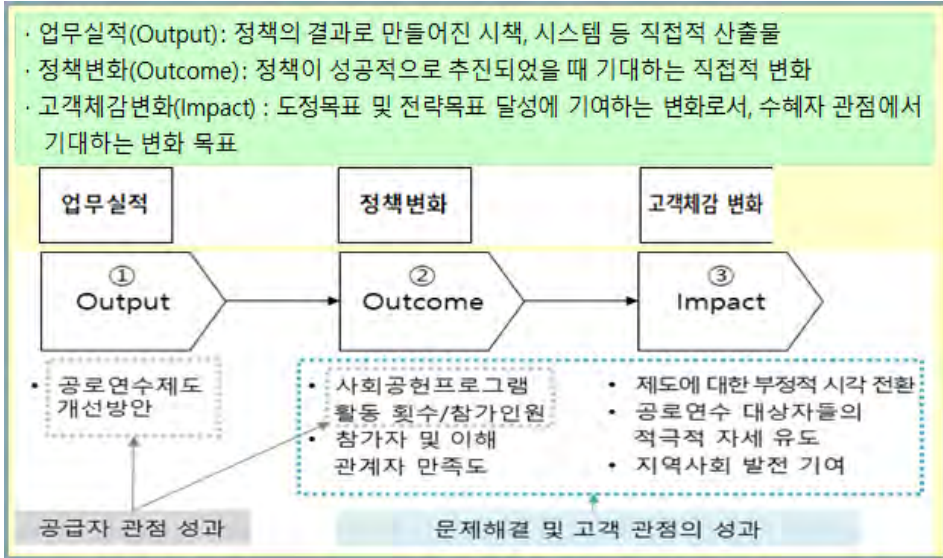 · 업무실적(Output): 정책의 결과로 만들어진 시책, 시스템 등 직접적 산출물
· 정책변화(Outcome): 정책이 성공적으로 추진되었을 때 기대하는 직접적 변화
· 고객체감변화(Impact) : 도정목표 및 전략목표 달성에 기여하는 변화로서, 수혜자 관점에서
기대하는 변화 목표
업무실적
정책변화
고객체감 변화
①
Output
②
Outcome
③
Impact
• 공로연수제도
개선방안
• 사회공헌프로그램
활동 횟수/참가인원
• 참가자 및 이해
관계자 만족도
• 제도에 대한 부정적 시각 전환
• 공로연수 대상자들의
적극적 자세 유도
• 지역사회 발전 기여
공급자 관점 성과
문제해결 및 고객 관점의 성과